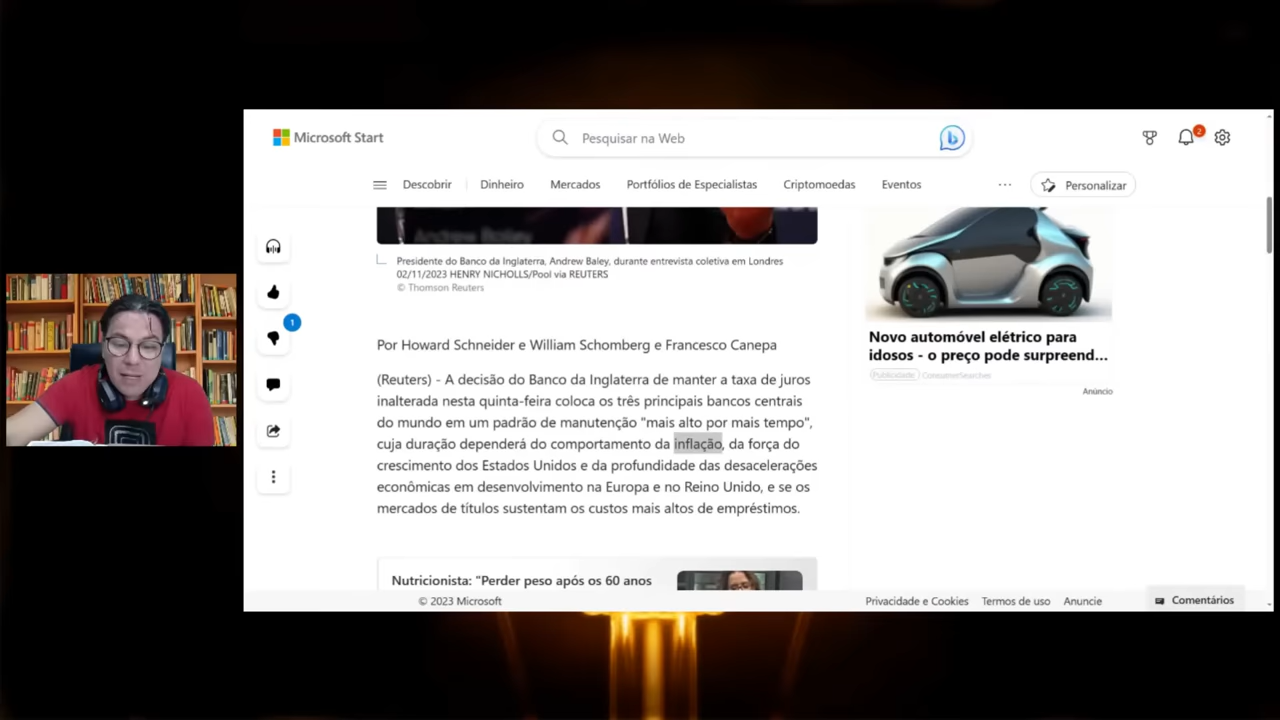 Microsoft Start
Pesquisar na Web
2
Descobrir
Dinheiro
Mercados
Portfólios de Especialistas
Criptomoedas
Eventos
Personalizar
Andrew Bailey
Presidente do Banco da Inglaterra, Andrew Baley, durante entrevista coletiva em Londres
02/11/2023 HENRY NICHOLLS/Pool via REUTERS
© Thomson Reuters
1
Por Howard Schneider e William Schomberg e Francesco Canepa
(Reuters) - A decisão do Banco da Inglaterra de manter a taxa de juros
inalterada nesta quinta-feira coloca os três principais bancos centrais
do mundo em um padrão de manutenção "mais alto por mais tempo",
cuja duração dependerá do comportamento da inflação, da força do
crescimento dos Estados Unidos e da profundidade das desacelerações
econômicas em desenvolvimento na Europa e no Reino Unido, e se os
mercados de títulos sustentam os custos mais altos de empréstimos.
Nutricionista: "Perder peso após os 60 anos
Novo automóvel elétrico para
idosos - o preço pode surpreend...
Publicidade ConsumerSearches
Anúncio
© 2023 Microsoft
Privacidade e Cookies
Termos de uso
Anuncie
Comentários